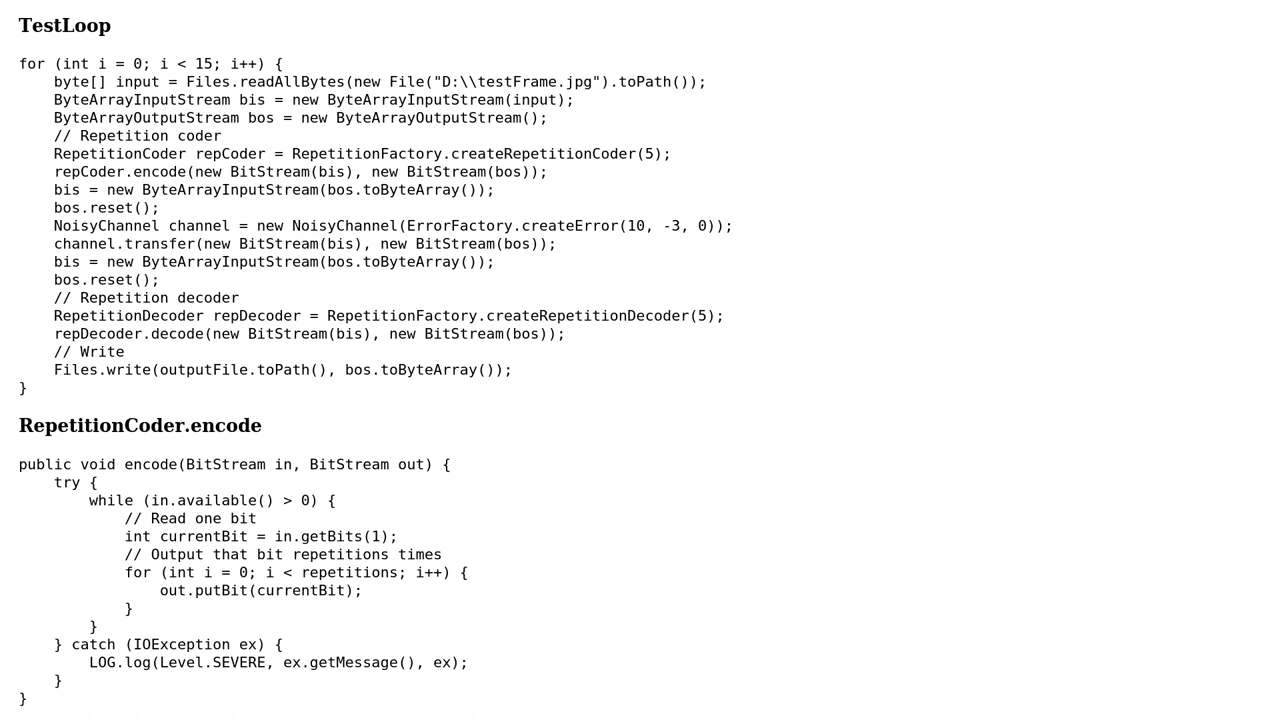 TestLoop
for (int i = 0; i < 15; i++) {
    byte[] input = Files.readAllBytes(new File("D:\\testFrame.jpg").toPath());
    ByteArrayInputStream bis = new ByteArrayInputStream(input);
    ByteArrayOutputStream bos = new ByteArrayOutputStream();
    // Repetition coder
    RepetitionCoder repCoder = RepetitionFactory.createRepetitionCoder(5);
    repCoder.encode(new BitStream(bis), new BitStream(bos));
    bis = new ByteArrayInputStream(bos.toByteArray());
    bos.reset();
    NoisyChannel channel = new NoisyChannel(ErrorFactory.createError(10, -3, 0));
    channel.transfer(new BitStream(bis), new BitStream(bos));
    bis = new ByteArrayInputStream(bos.toByteArray());
    bos.reset();
    // Repetition decoder
    RepetitionDecoder repDecoder = RepetitionFactory.createRepetitionDecoder(5);
    repDecoder.decode(new BitStream(bis), new BitStream(bos));
    // Write
    Files.write(outputFile.toPath(), bos.toByteArray());
}
RepetitionCoder.encode
public void encode(BitStream in, BitStream out) {
    try {
        while (in.available() > 0) {
            // Read one bit
            int currentBit = in.getBits(1);
            // Output that bit repetitions times
            for (int i = 0; i < repetitions; i++) {
                out.putBit(currentBit);
            }
        }
    } catch (IOException ex) {
        LOG.log(Level.SEVERE, ex.getMessage(), ex);
    }
}